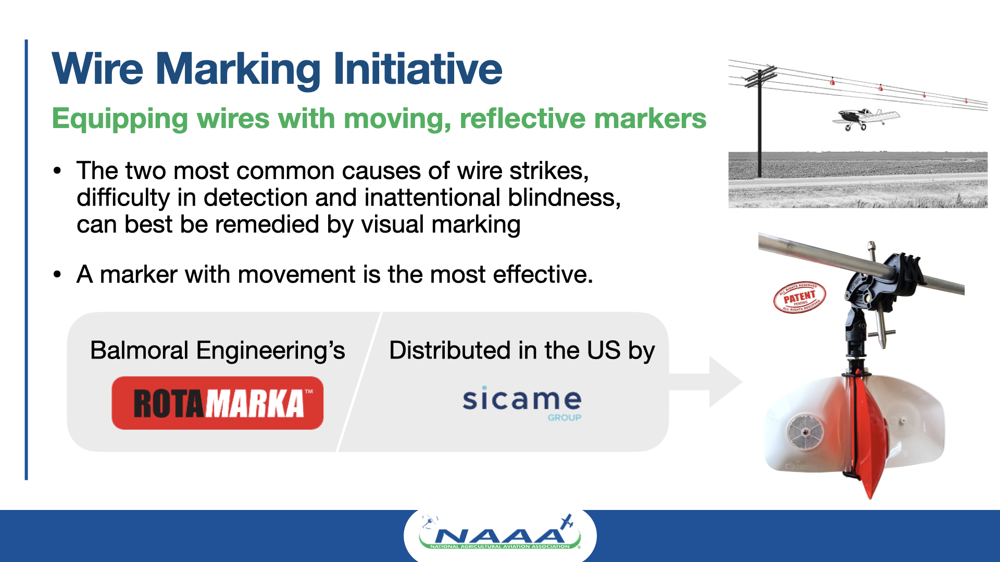 Wire Marking Initiative
Equipping wires with moving, reflective markers
• The two most common causes of wire strikes,
difficulty in detection and inattentional blindness,
can best be remedied by visual marking
• A marker with movement is the most effective.
Balmoral Engineering’s
ROTAMARKA™
Distributed in the US by
sicame
GROUP
ALL RIGHTS RESERVED
PATENT
PENDING
ALL RIGHTS RESERVED
NAAA
NATIONAL AGRICULTURAL AVIATION ASSOCIATION ®